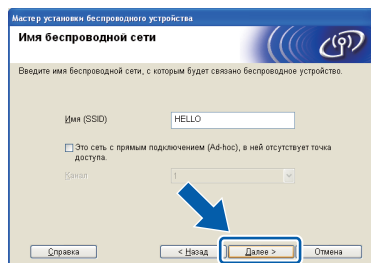 Мастер установки беспроводного устройства
Имя беспроводной сети
Введите имя беспроводной сети, с которым будет связано беспроводное устройство.
Имя (SSID) HELLO
Это сеть с прямым подключением (Ad-hoc), в ней отсутствует точка
доступа.
Канал 1
Справка < Назад Далее > Отмена